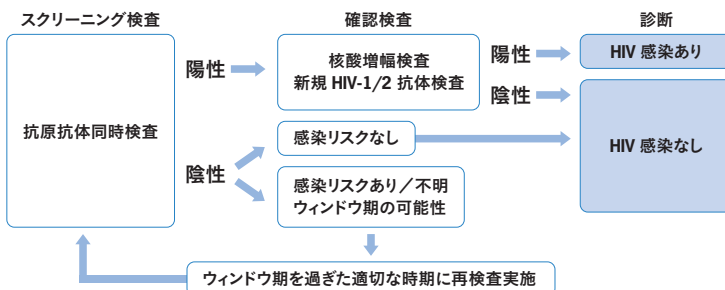 スクリーニング検査
確認検査
診断
抗原抗体同時検査
陽性
核酸増幅検査
新規 HIV-1/2 抗体検査
陽性
HIV 感染あり
陰性
HIV 感染なし
陰性
感染リスクなし
感染リスクあり／不明
ウィンドウ期の可能性
ウィンドウ期を過ぎた適切な時期に再検査実施